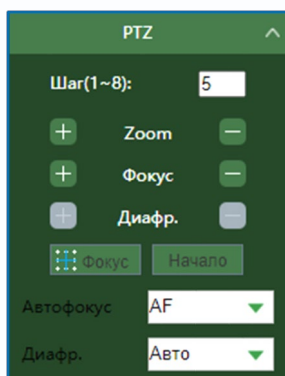 PTZ
Шаг(1~8): 5
Zoom
Фокус
Диафр.
Фокус Начало
Автофокус AF
Диафр. Авто